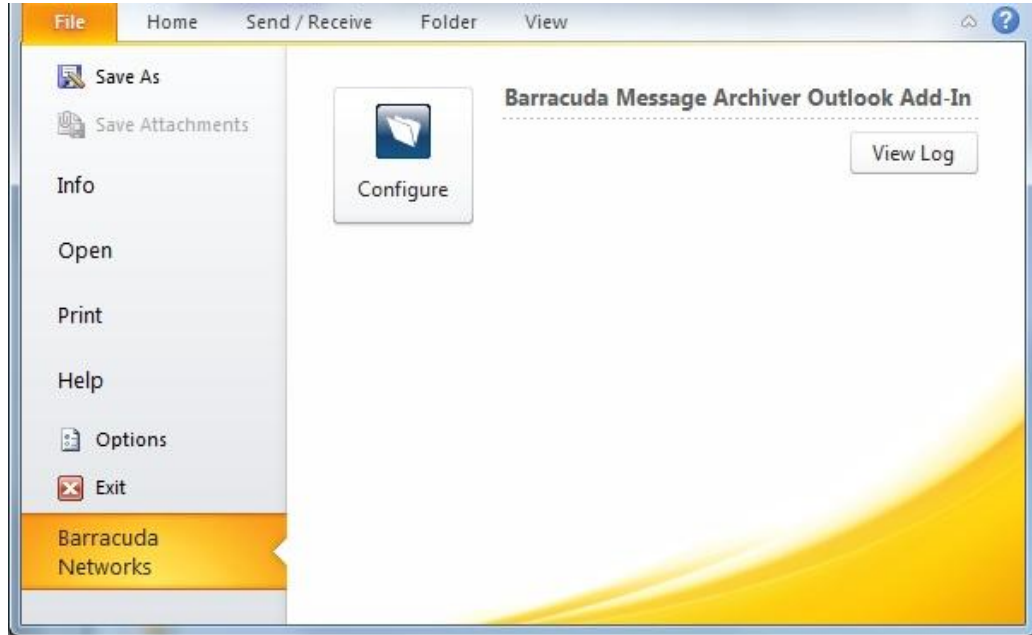 File Home Send / Receive Folder View
Save As
Save Attachments
Info
Open
Print
Help
Options
Exit
Barracuda
Networks
Configure
Barracuda Message Archiver Outlook Add-In
View Log